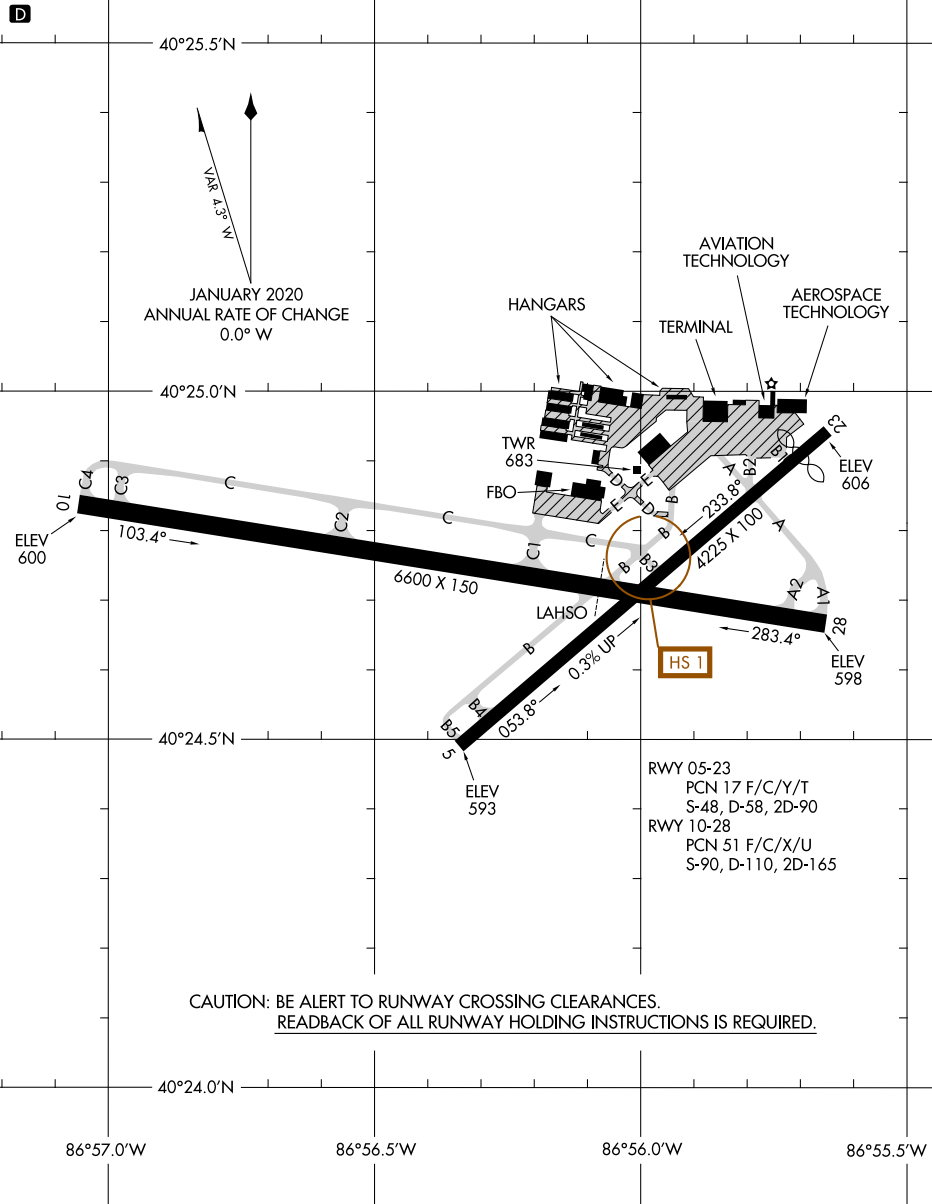 D
40°25.5'N
VAR 4.3° W
JANUARY 2020
ANNUAL RATE OF CHANGE
0.0° W
AVIATION
TECHNOLOGY
AEROSPACE
TECHNOLOGY
HANGARS
TERMINAL
40°25.0'N
TWR
683
FBO
23
ELEV
606
B1
B2
A
A
D
E
E
D
B
233.8°
4225 X 100
C4
C3
C
10
ELEV
600
103.4°
C2
C
C1
C
B
B
B3
6600 X 150
LAHSO
A2
A1
28
283.4°
ELEV
598
HS 1
B
0.3% UP
053.8°
B4
B5
5
40°24.5'N
ELEV
593
RWY 05-23
PCN 17 F/C/Y/T
S-48, D-58, 2D-90
RWY 10-28
PCN 51 F/C/X/U
S-90, D-110, 2D-165
CAUTION: BE ALERT TO RUNWAY CROSSING CLEARANCES.
READBACK OF ALL RUNWAY HOLDING INSTRUCTIONS IS REQUIRED.
40°24.0'N
86°57.0'W
86°56.5'W
86°56.0'W
86°55.5'W